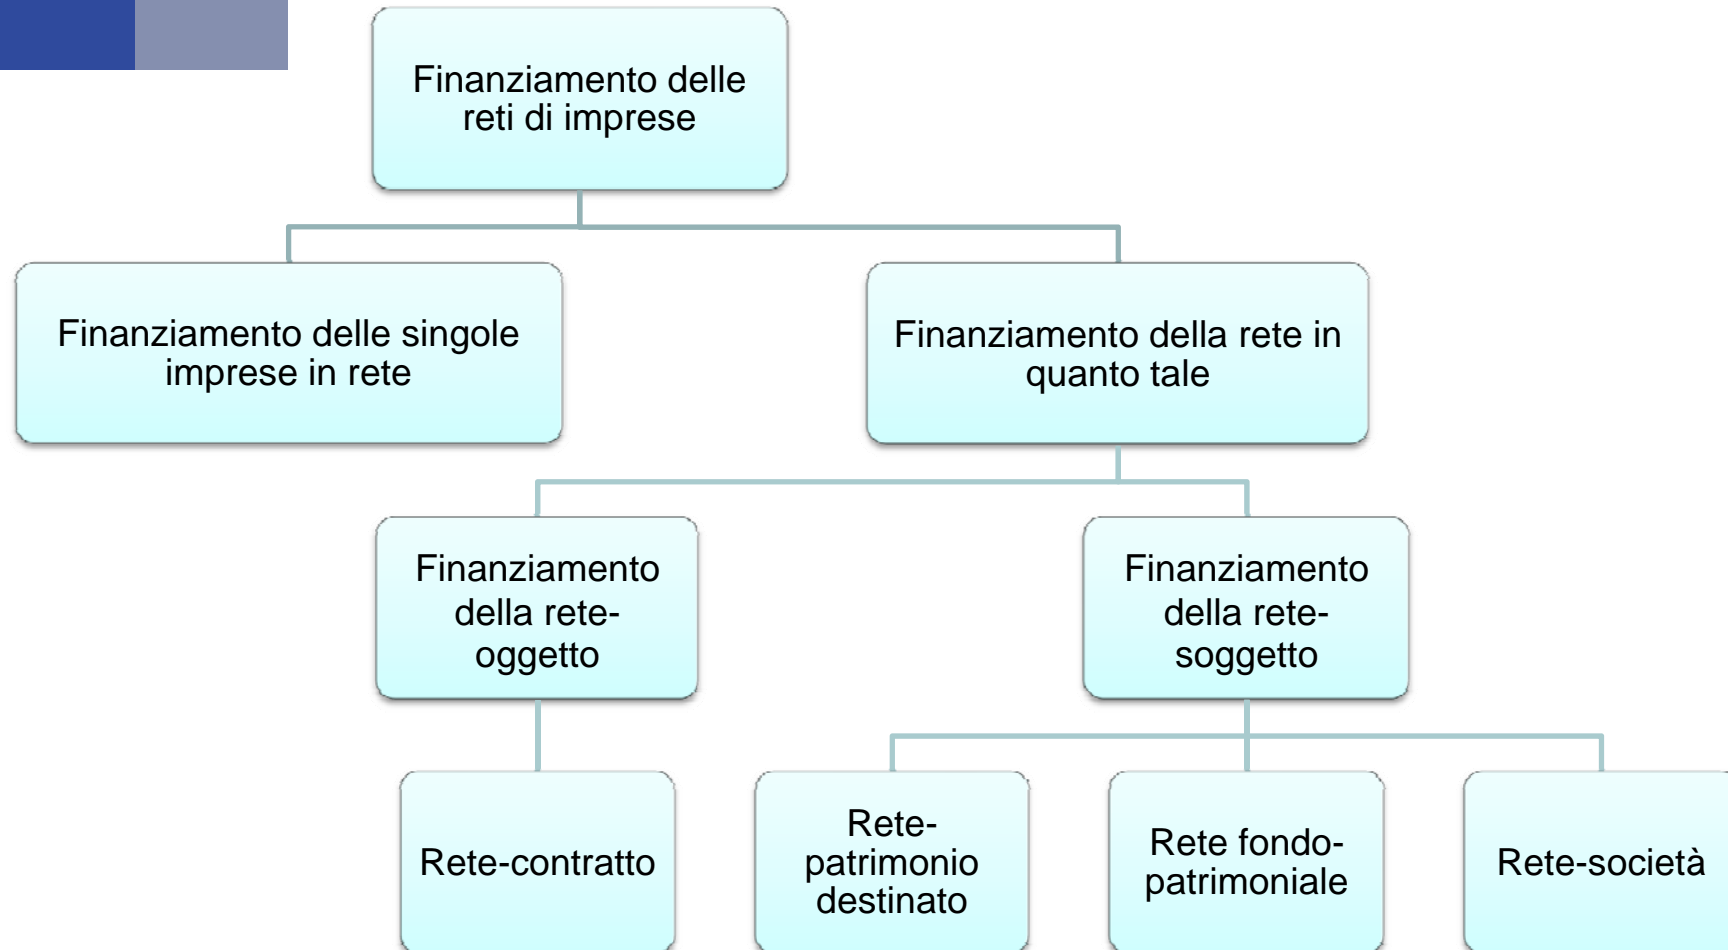 Finanziamento delle
reti di imprese
Finanziamento delle singole
imprese in rete
Finanziamento della rete in
quanto tale
Finanziamento
della rete-
oggetto
Finanziamento
della rete-
soggetto
Rete-contratto
Rete-
patrimonio
destinato
Rete fondo-
patrimoniale
Rete-società